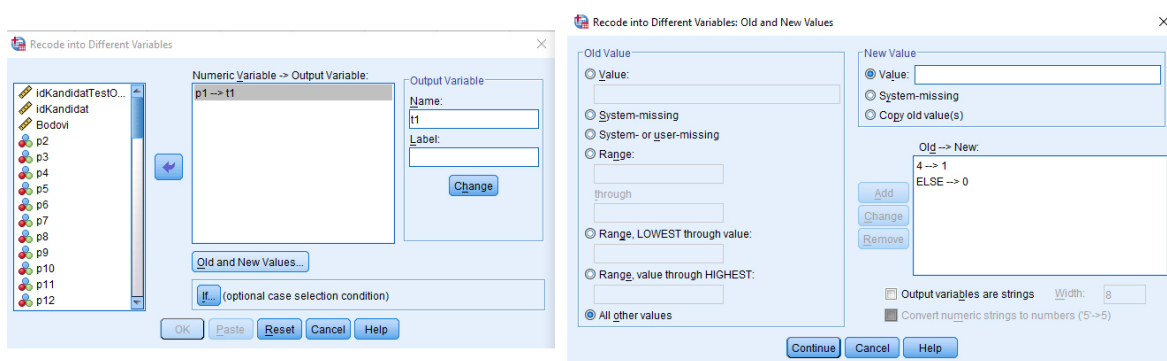 Recode into Different Variables
idKandidatTestO...
idKandidat
Bodovi
p2
p3
p4
p5
p6
p7
p8
p9
p10
p11
p12
Numeric Variable -> Output Variable:
p1 --> t1
Output Variable
Name:
t1
Label:
Change
Old and New Values...
If... (optional case selection condition)
OK Paste Reset Cancel Help
Recode into Different Variables: Old and New Values
Old Value
Value:
System-missing
System- or user-missing
Range:
through
Range, LOWEST through value:
Range, value through HIGHEST:
All other values
New Value
Value:
System-missing
Copy old value(s)
Old --> New:
4 --> 1
ELSE --> 0
Add
Change
Remove
Output variables are strings Width: 8
Convert numeric strings to numbers ('5'->5)
Continue Cancel Help